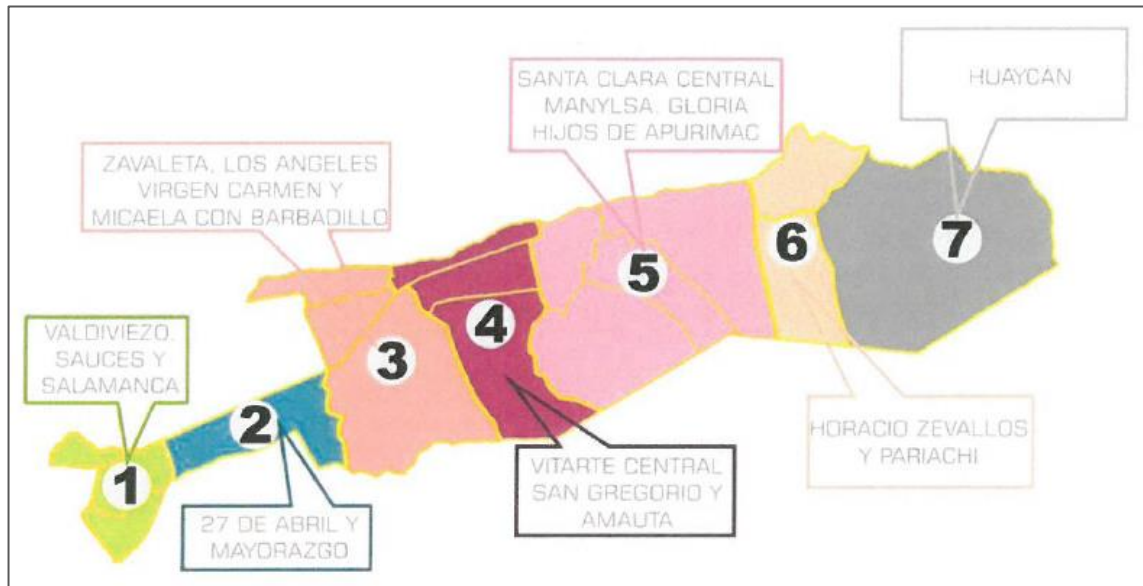 SANTA CLARA CENTRAL
MANYLSA, GLORIA
HIJOS DE APURIMAC
HUAYCÁN
ZAVALETA, LOS ANGELES
VIRGEN CARMEN Y
MICAELA CON BARBADILLO
VALDIVIEZO,
SAUCES Y
SALAMANCA
1
2
3
4
5
6
7
27 DE ABRIL Y
MAYORAZGO
VITARTE CENTRAL
SAN GREGORIO Y
AMAUTA
HORACIO ZEVALLOS
Y PARIACHI